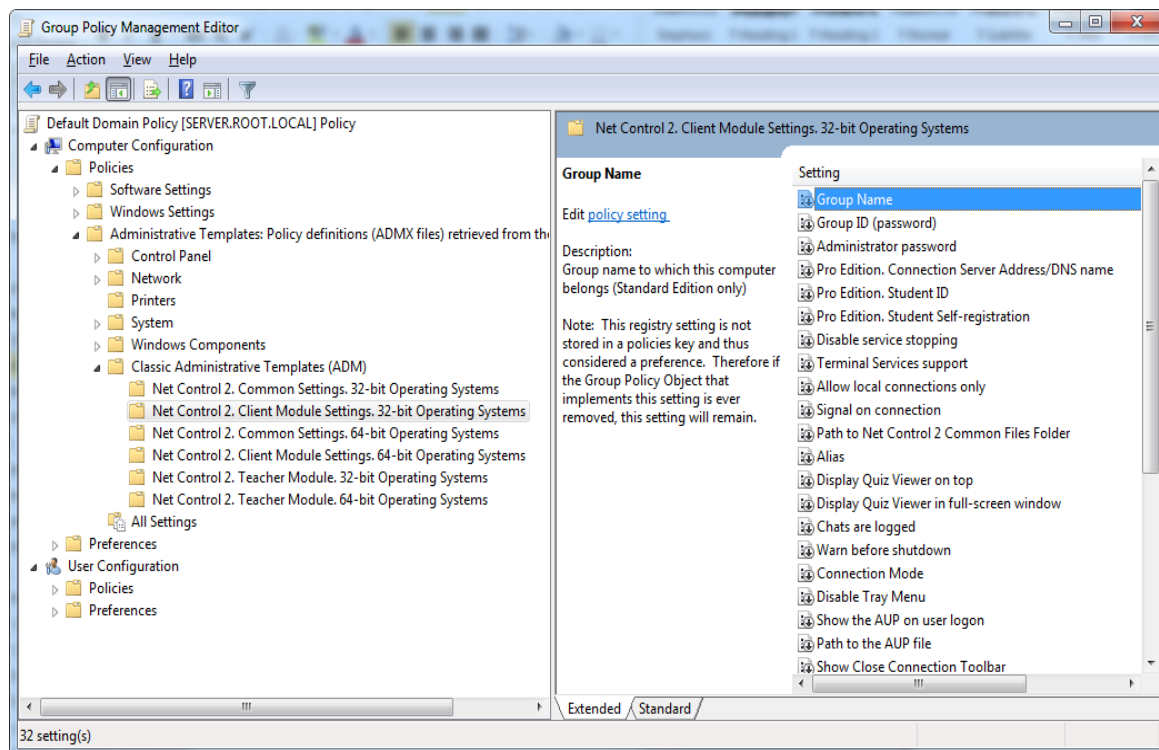 Group Policy Management Editor
File Action View Help
Default Domain Policy [SERVER.ROOT.LOCAL] Policy
Computer Configuration
Policies
Software Settings
Windows Settings
Administrative Templates: Policy definitions (ADMX files) retrieved from the
Control Panel
Network
Printers
System
Windows Components
Classic Administrative Templates (ADM)
Net Control 2. Common Settings. 32-bit Operating Systems
Net Control 2. Client Module Settings. 32-bit Operating Systems
Net Control 2. Common Settings. 64-bit Operating Systems
Net Control 2. Client Module Settings. 64-bit Operating Systems
Net Control 2. Teacher Module. 32-bit Operating Systems
Net Control 2. Teacher Module. 64-bit Operating Systems
All Settings
Preferences
User Configuration
Policies
Preferences
Net Control 2. Client Module Settings. 32-bit Operating Systems
Group Name
Edit policy setting
Description:
Group name to which this computer
belongs (Standard Edition only)
Note: This registry setting is not
stored in a policies key and thus
considered a preference. Therefore if
the Group Policy Object that
implements this setting is ever
removed, this setting will remain.
Setting
Group Name
Group ID (password)
Administrator password
Pro Edition. Connection Server Address/DNS name
Pro Edition. Student ID
Pro Edition. Student Self-registration
Disable service stopping
Terminal Services support
Allow local connections only
Signal on connection
Path to Net Control 2 Common Files Folder
Alias
Display Quiz Viewer on top
Display Quiz Viewer in full-screen window
Chats are logged
Warn before shutdown
Connection Mode
Disable Tray Menu
Show the AUP on user logon
Path to the AUP file
Show Close Connection Toolbar
Extended Standard
32 setting(s)